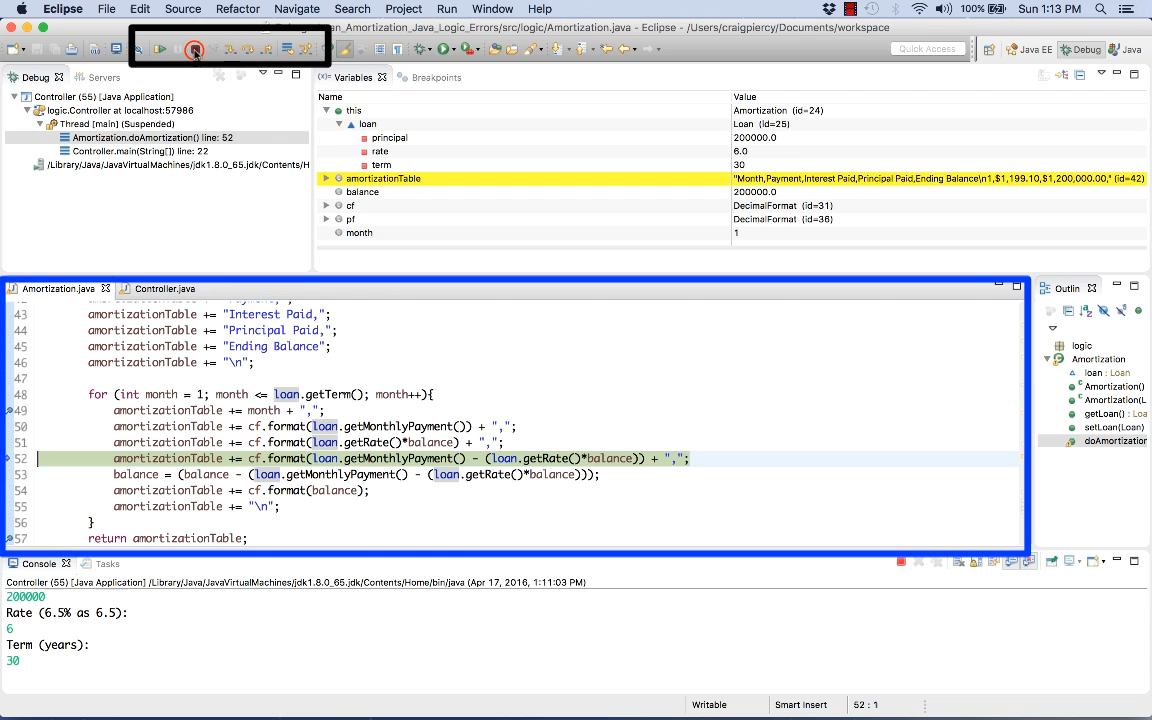 Eclipse File Edit Source Refactor Navigate Search Project Run Window Help 100% Sun 1:13 PM
Amortization_Java_Logic_Errors/src/logic/Amortization.java - Eclipse - /Users/craigpiercy/Documents/workspace
Quick Access Java EE Debug Java
Debug Servers
(x)= Variables Breakpoints
Name Value
Controller (55) [Java Application]
logic.Controller at localhost:57986
Thread [main] (Suspended)
Amortization.doAmortization() line: 52
Controller.main(String[]) line: 22
/Library/Java/JavaVirtualMachines/jdk1.8.0_65.jdk/Contents/H
this Amortization (id=24)
loan Loan (id=25)
principal 200000.0
rate 6.0
term 30
amortizationTable "Month,Payment,Interest Paid,Principal Paid,Ending Balance\n1,$1,199.10,$1,200,000.00," (id=42)
balance 200000.0
cf DecimalFormat (id=31)
pf DecimalFormat (id=36)
month 1
Amortization.java Controller.java
43 amortizationTable += "Interest Paid,";
44 amortizationTable += "Principal Paid,";
45 amortizationTable += "Ending Balance";
46 amortizationTable += "\n";
47
48 for (int month = 1; month <= loan.getTerm(); month++){
49 amortizationTable += month + ",";
50 amortizationTable += cf.format(loan.getMonthlyPayment()) + ",";
51 amortizationTable += cf.format(loan.getRate()*balance) + ",";
52 amortizationTable += cf.format(loan.getMonthlyPayment() - (loan.getRate()*balance)) + ",";
53 balance = (balance - (loan.getMonthlyPayment() - (loan.getRate()*balance)));
54 amortizationTable += cf.format(balance);
55 amortizationTable += "\n";
56 }
57 return amortizationTable;
Outlin
logic
Amortization
loan : Loan
Amortization()
Amortization(L
getLoan() : Loa
setLoan(Loan)
doAmortization
Console Tasks
Controller (55) [Java Application] /Library/Java/JavaVirtualMachines/jdk1.8.0_65.jdk/Contents/Home/bin/java (Apr 17, 2016, 1:11:03 PM)
200000
Rate (6.5% as 6.5):
6
Term (years):
30
Writable Smart Insert 52 : 1